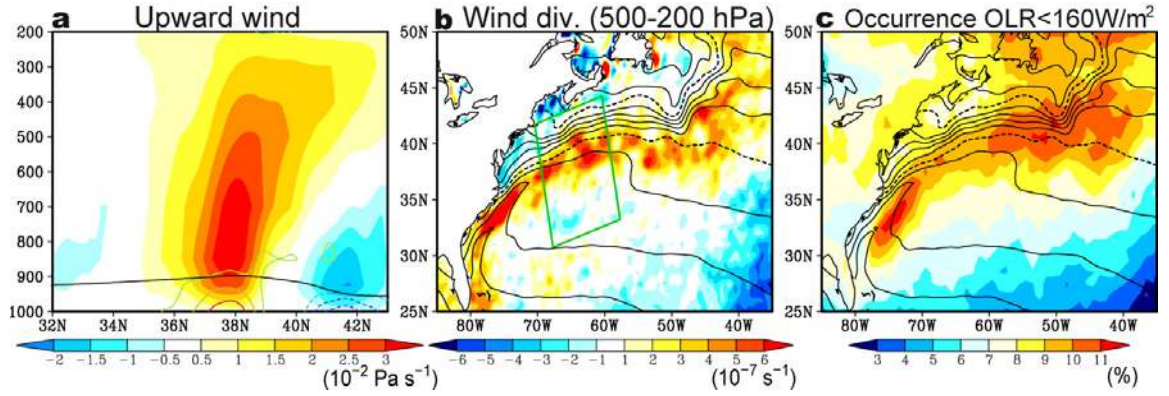 a Upward wind
200
300
400
500
600
700
800
900
1000
32N 34N 36N 38N 40N 42N
-2 -1.5 -1 -0.5 0.5 1 1.5 2 2.5 3
(10⁻² Pa s⁻¹)
b Wind div. (500-200 hPa)
50N
45N
40N
35N
30N
25N
80W 70W 60W 50W 40W
-6 -5 -4 -3 -2 -1 1 2 3 4 5 6
(10⁻⁷ s⁻¹)
c Occurrence OLR<160W/m²
50N
45N
40N
35N
30N
25N
80W 70W 60W 50W 40W
3 4 5 6 7 8 9 10 11
(%)